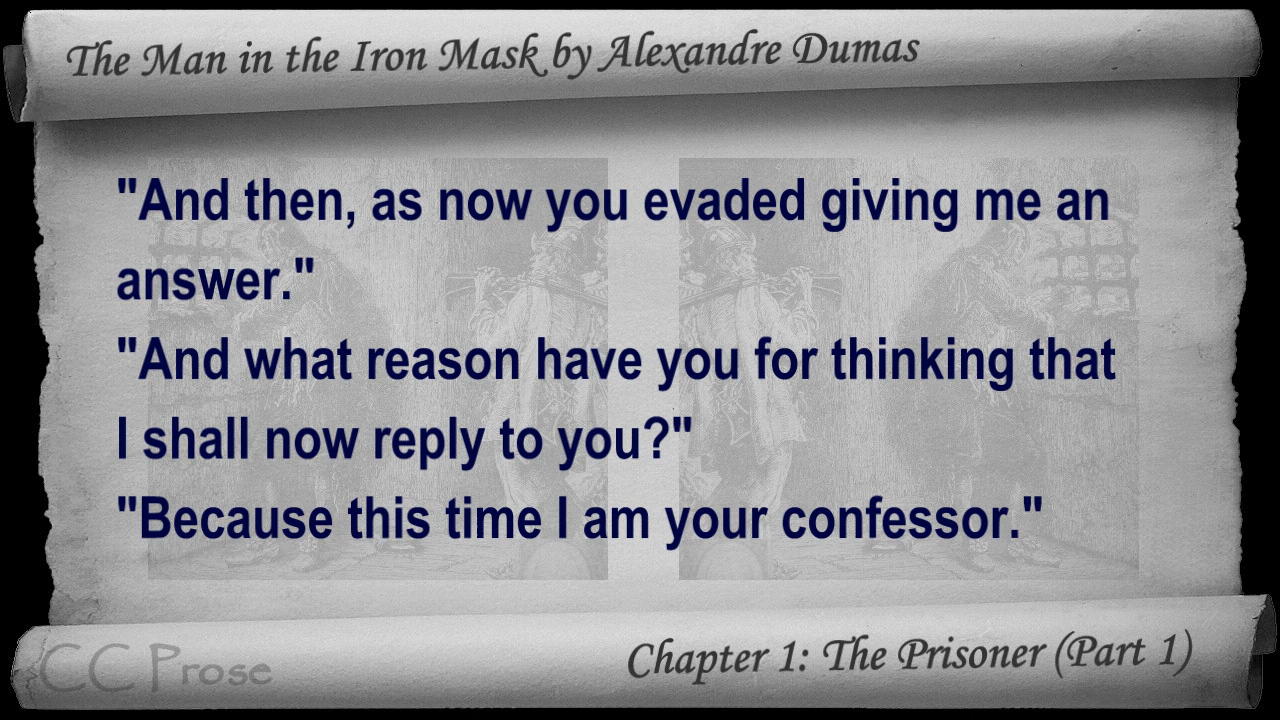 The Man in the Iron Mask by Alexandre Dumas
"And then, as now you evaded giving me an
answer."
"And what reason have you for thinking that
I shall now reply to you?"
"Because this time I am your confessor."
CC Prose
Chapter 1: The Prisoner (Part 1)